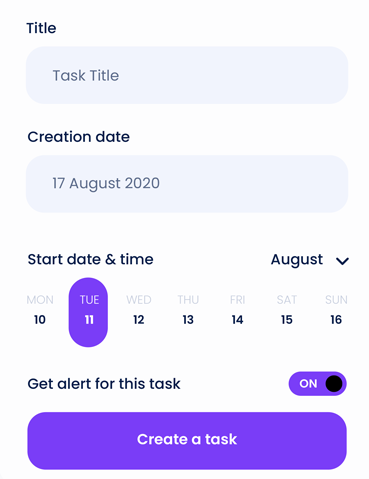 Title
Task Title
Creation date
17 August 2020
Start date & time August
MON TUE WED THU FRI SAT SUN
10 11 12 13 14 15 16
Get alert for this task ON
Create a task